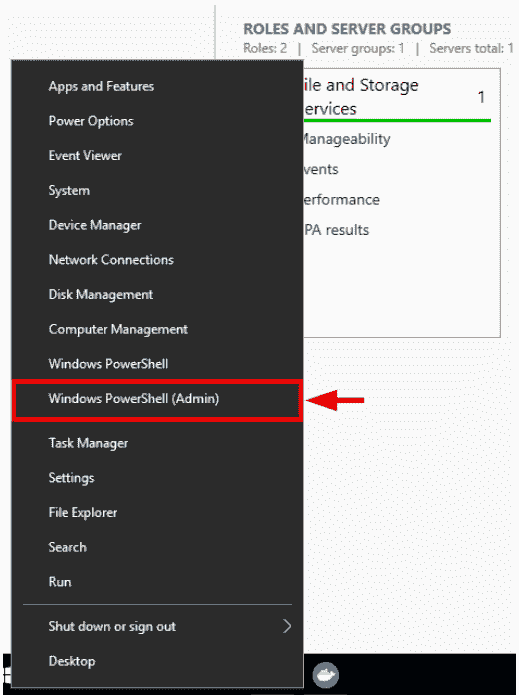 ROLES AND SERVER GROUPS
Roles: 2 | Server groups: 1 | Servers total: 1
ile and Storage
ervices
1
Manageability
vents
erformance
PA results
Apps and Features
Power Options
Event Viewer
System
Device Manager
Network Connections
Disk Management
Computer Management
Windows PowerShell
Windows PowerShell (Admin)
Task Manager
Settings
File Explorer
Search
Run
Shut down or sign out
Desktop